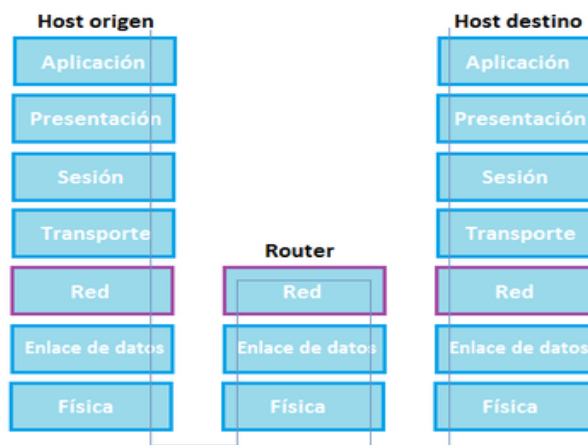 Host origen
Aplicación
Presentación
Sesión
Transporte
Red
Enlace de datos
Física
Router
Red
Enlace de datos
Física
Host destino
Aplicación
Presentación
Sesión
Transporte
Red
Enlace de datos
Física